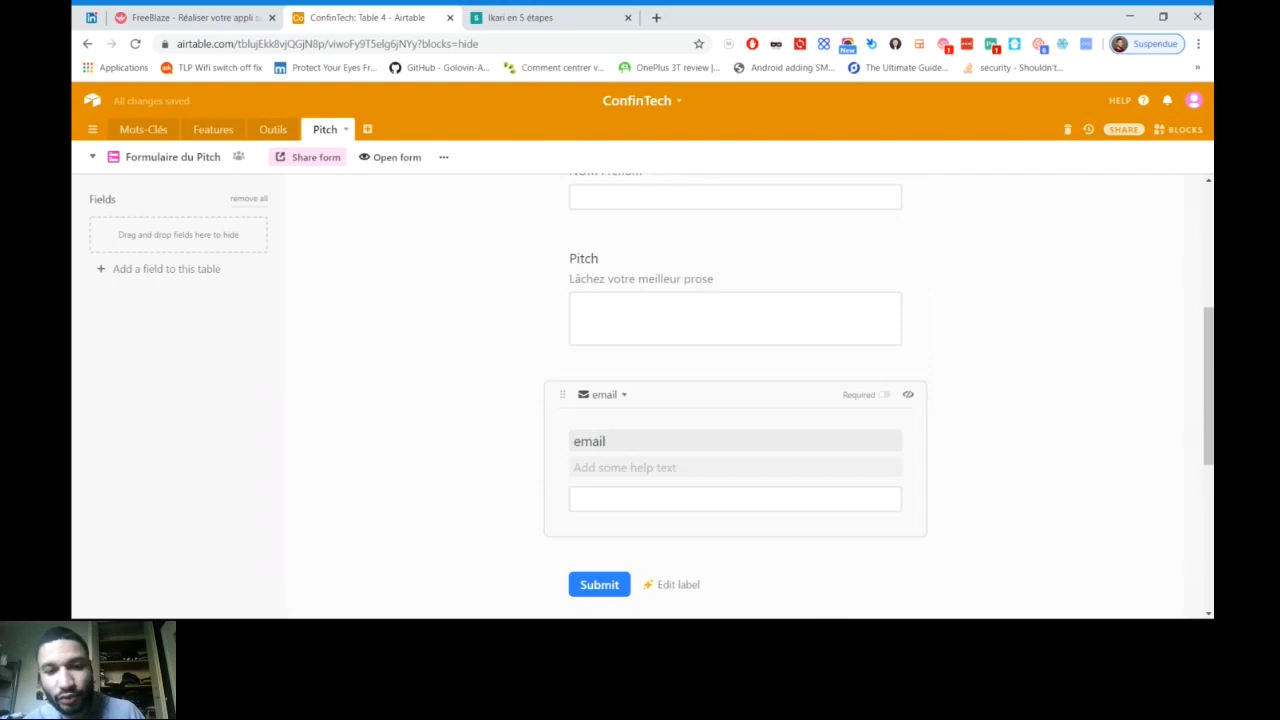 FreeBlaze - Réaliser votre appli su
ConfinTech: Table 4 - Airtable
Ikari en 5 étapes
airtable.com/tblujEkk8vjQGjN8p/viwoFy9T5elg6jNYy?blocks=hide
New
Suspendue
Applications
TLP Wifi switch off fix
Protect Your Eyes Fr...
GitHub - Golovin-A...
Comment centrer v...
OnePlus 3T review |...
Android adding SM...
The Ultimate Guide...
security - Shouldn't...
All changes saved
ConfinTech
HELP
Mots-Clés
Features
Outils
Pitch
SHARE
BLOCKS
Formulaire du Pitch
Share form
Open form
Fields
remove all
Drag and drop fields here to hide
+ Add a field to this table
Pitch
Lâchez votre meilleur prose
email
Required
email
Add some help text
Submit
Edit label